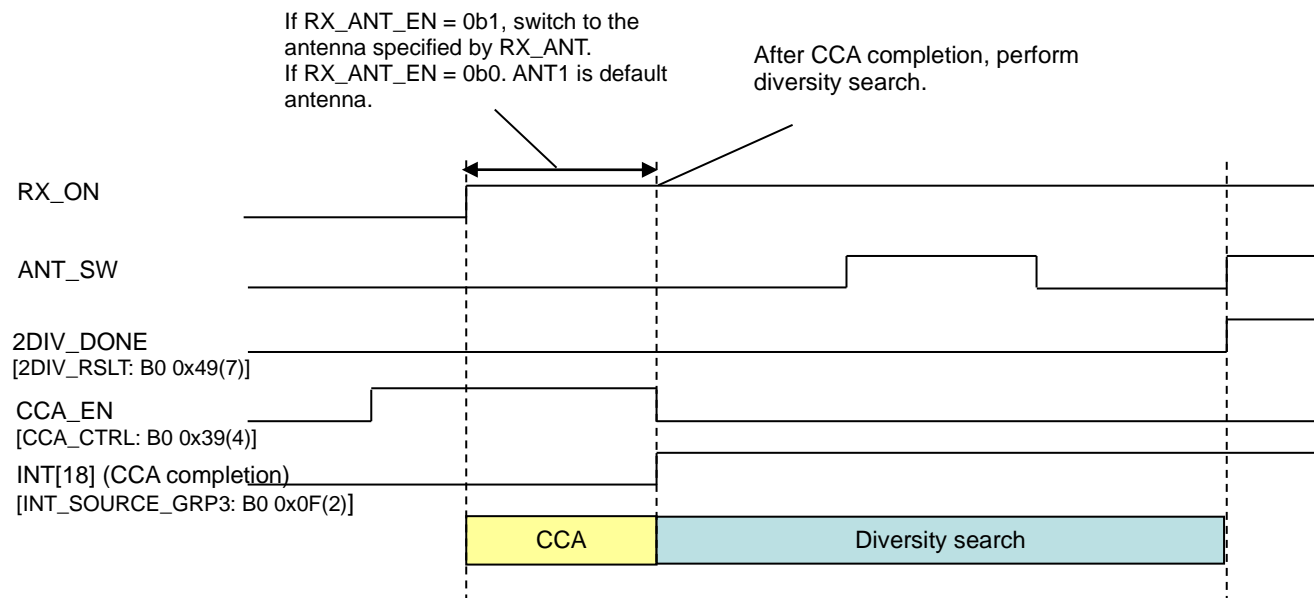 If RX_ANT_EN = 0b1, switch to the
antenna specified by RX_ANT.
If RX_ANT_EN = 0b0. ANT1 is default
antenna.
After CCA completion, perform
diversity search.
RX_ON
ANT_SW
2DIV_DONE
[2DIV_RSLT: B0 0x49(7)]
CCA_EN
[CCA_CTRL: B0 0x39(4)]
INT[18] (CCA completion)
[INT_SOURCE_GRP3: B0 0x0F(2)]
CCA
Diversity search